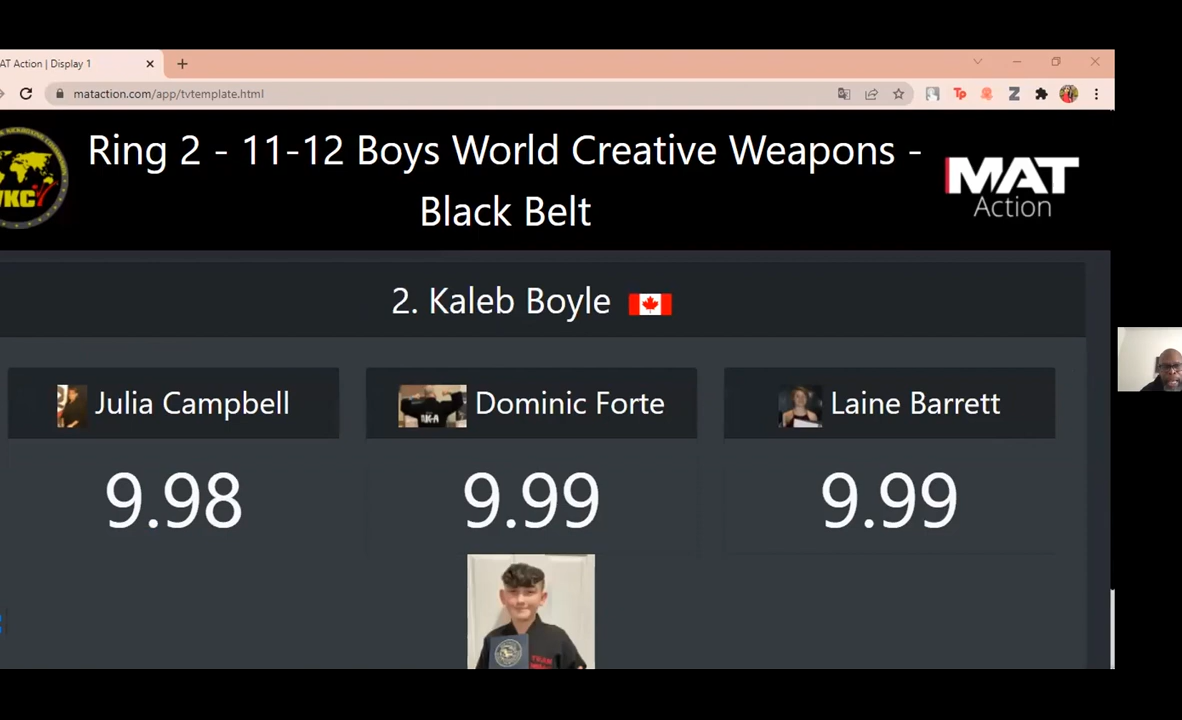 AT Action | Display 1
mataction.com/app/tvtemplate.html
Ring 2 - 11-12 Boys World Creative Weapons -
Black Belt
MAT
Action
2. Kaleb Boyle
Julia Campbell
Dominic Forte
Laine Barrett
9.98
9.99
9.99